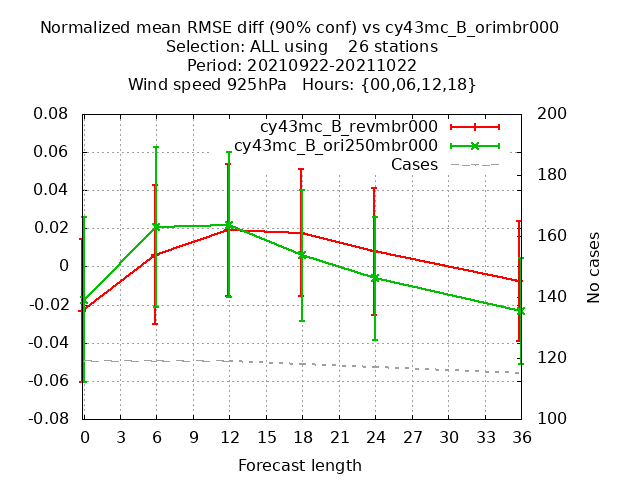 Normalized mean RMSE diff (90% conf) vs cy43mc_B_orimbr000
Selection: ALL using    26 stations
Period: 20210922-20211022
Wind speed 925hPa   Hours: {00,06,12,18}
0.08
0.06
0.04
0.02
0
-0.02
-0.04
-0.06
-0.08
cy43mc_B_revmbr000
cy43mc_B_ori250mbr000
Cases
200
180
160
140
120
100
No cases
0 3 6 9 12 15 18 21 24 27 30 33 36
Forecast length